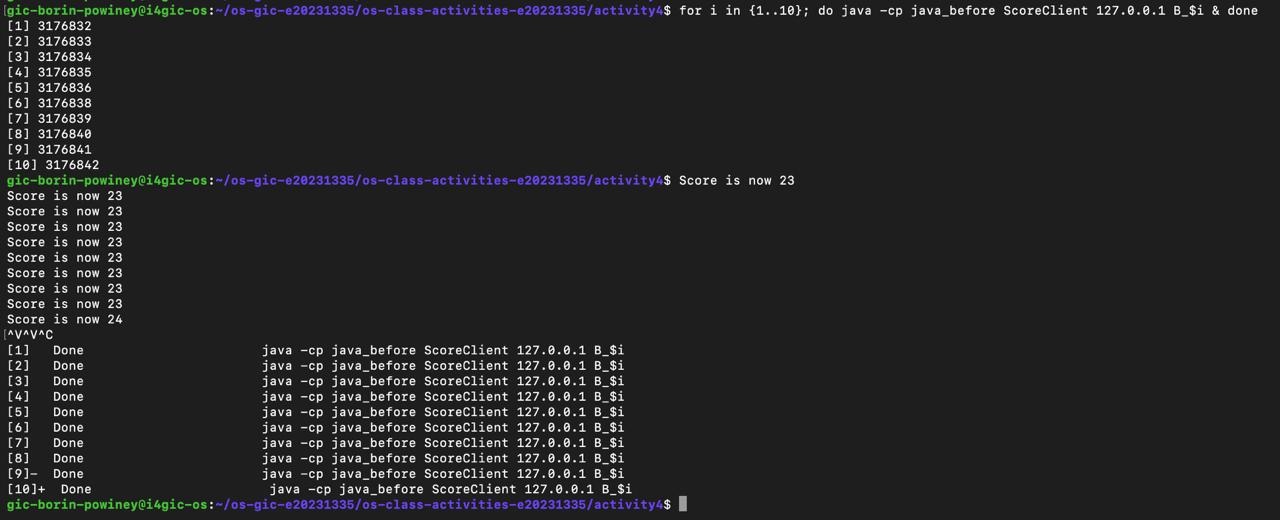 gic-borin-powiney@i4gic-os:~/os-gic-e20231335/os-class-activities-e20231335/activity4$ for i in {1..10}; do java -cp java_before ScoreClient 127.0.0.1 B_$i & done
[1] 3176832
[2] 3176833
[3] 3176834
[4] 3176835
[5] 3176836
[6] 3176838
[7] 3176839
[8] 3176840
[9] 3176841
[10] 3176842
gic-borin-powiney@i4gic-os:~/os-gic-e20231335/os-class-activities-e20231335/activity4$ Score is now 23
Score is now 23
Score is now 23
Score is now 23
Score is now 23
Score is now 23
Score is now 23
Score is now 23
Score is now 23
Score is now 24
^V^V^C
[1]   Done                    java -cp java_before ScoreClient 127.0.0.1 B_$i
[2]   Done                    java -cp java_before ScoreClient 127.0.0.1 B_$i
[3]   Done                    java -cp java_before ScoreClient 127.0.0.1 B_$i
[4]   Done                    java -cp java_before ScoreClient 127.0.0.1 B_$i
[5]   Done                    java -cp java_before ScoreClient 127.0.0.1 B_$i
[6]   Done                    java -cp java_before ScoreClient 127.0.0.1 B_$i
[7]   Done                    java -cp java_before ScoreClient 127.0.0.1 B_$i
[8]   Done                    java -cp java_before ScoreClient 127.0.0.1 B_$i
[9]-  Done                    java -cp java_before ScoreClient 127.0.0.1 B_$i
[10]+  Done                    java -cp java_before ScoreClient 127.0.0.1 B_$i
gic-borin-powiney@i4gic-os:~/os-gic-e20231335/os-class-activities-e20231335/activity4$